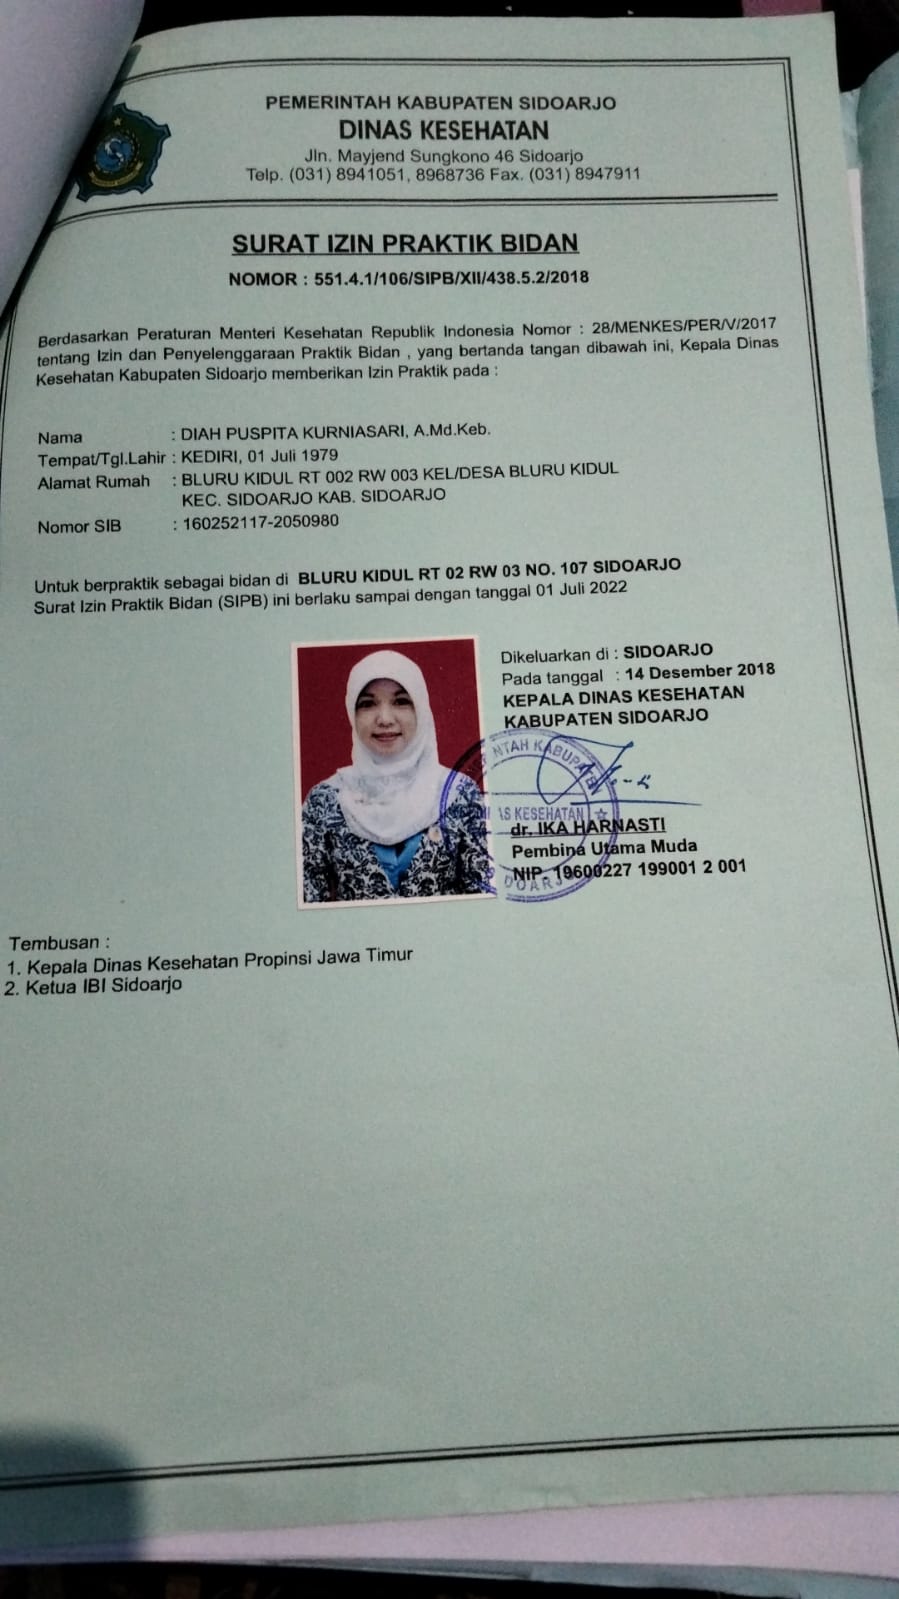 PEMERINTAH KABUPATEN SIDOARJO
DINAS KESEHATAN
Jln. Mayjend Sungkono 46 Sidoarjo
Telp. (031) 8941051, 8968736 Fax. (031) 8947911
SURAT IZIN PRAKTIK BIDAN
NOMOR : 551.4.1/106/SIPB/XII/438.5.2/2018
Berdasarkan Peraturan Menteri Kesehatan Republik Indonesia Nomor : 28/MENKES/PER/V/2017
tentang Izin dan Penyelenggaraan Praktik Bidan , yang bertanda tangan dibawah ini, Kepala Dinas
Kesehatan Kabupaten Sidoarjo memberikan Izin Praktik pada :
Nama : DIAH PUSPITA KURNIASARI, A.Md.Keb.
Tempat/Tgl.Lahir : KEDIRI, 01 Juli 1979
Alamat Rumah : BLURU KIDUL RT 002 RW 003 KEL/DESA BLURU KIDUL
KEC. SIDOARJO KAB. SIDOARJO
Nomor SIB : 160252117-2050980
Untuk berpraktik sebagai bidan di BLURU KIDUL RT 02 RW 03 NO. 107 SIDOARJO
Surat Izin Praktik Bidan (SIPB) ini berlaku sampai dengan tanggal 01 Juli 2022
Dikeluarkan di : SIDOARJO
Pada tanggal : 14 Desember 2018
KEPALA DINAS KESEHATAN
KABUPATEN SIDOARJO
NTAH KABUPATEN
AS KESEHATAN
DOARJ
dr. IKA HARNASTI
Pembina Utama Muda
NIP. 19600227 199001 2 001
Tembusan :
1. Kepala Dinas Kesehatan Propinsi Jawa Timur
2. Ketua IBI Sidoarjo